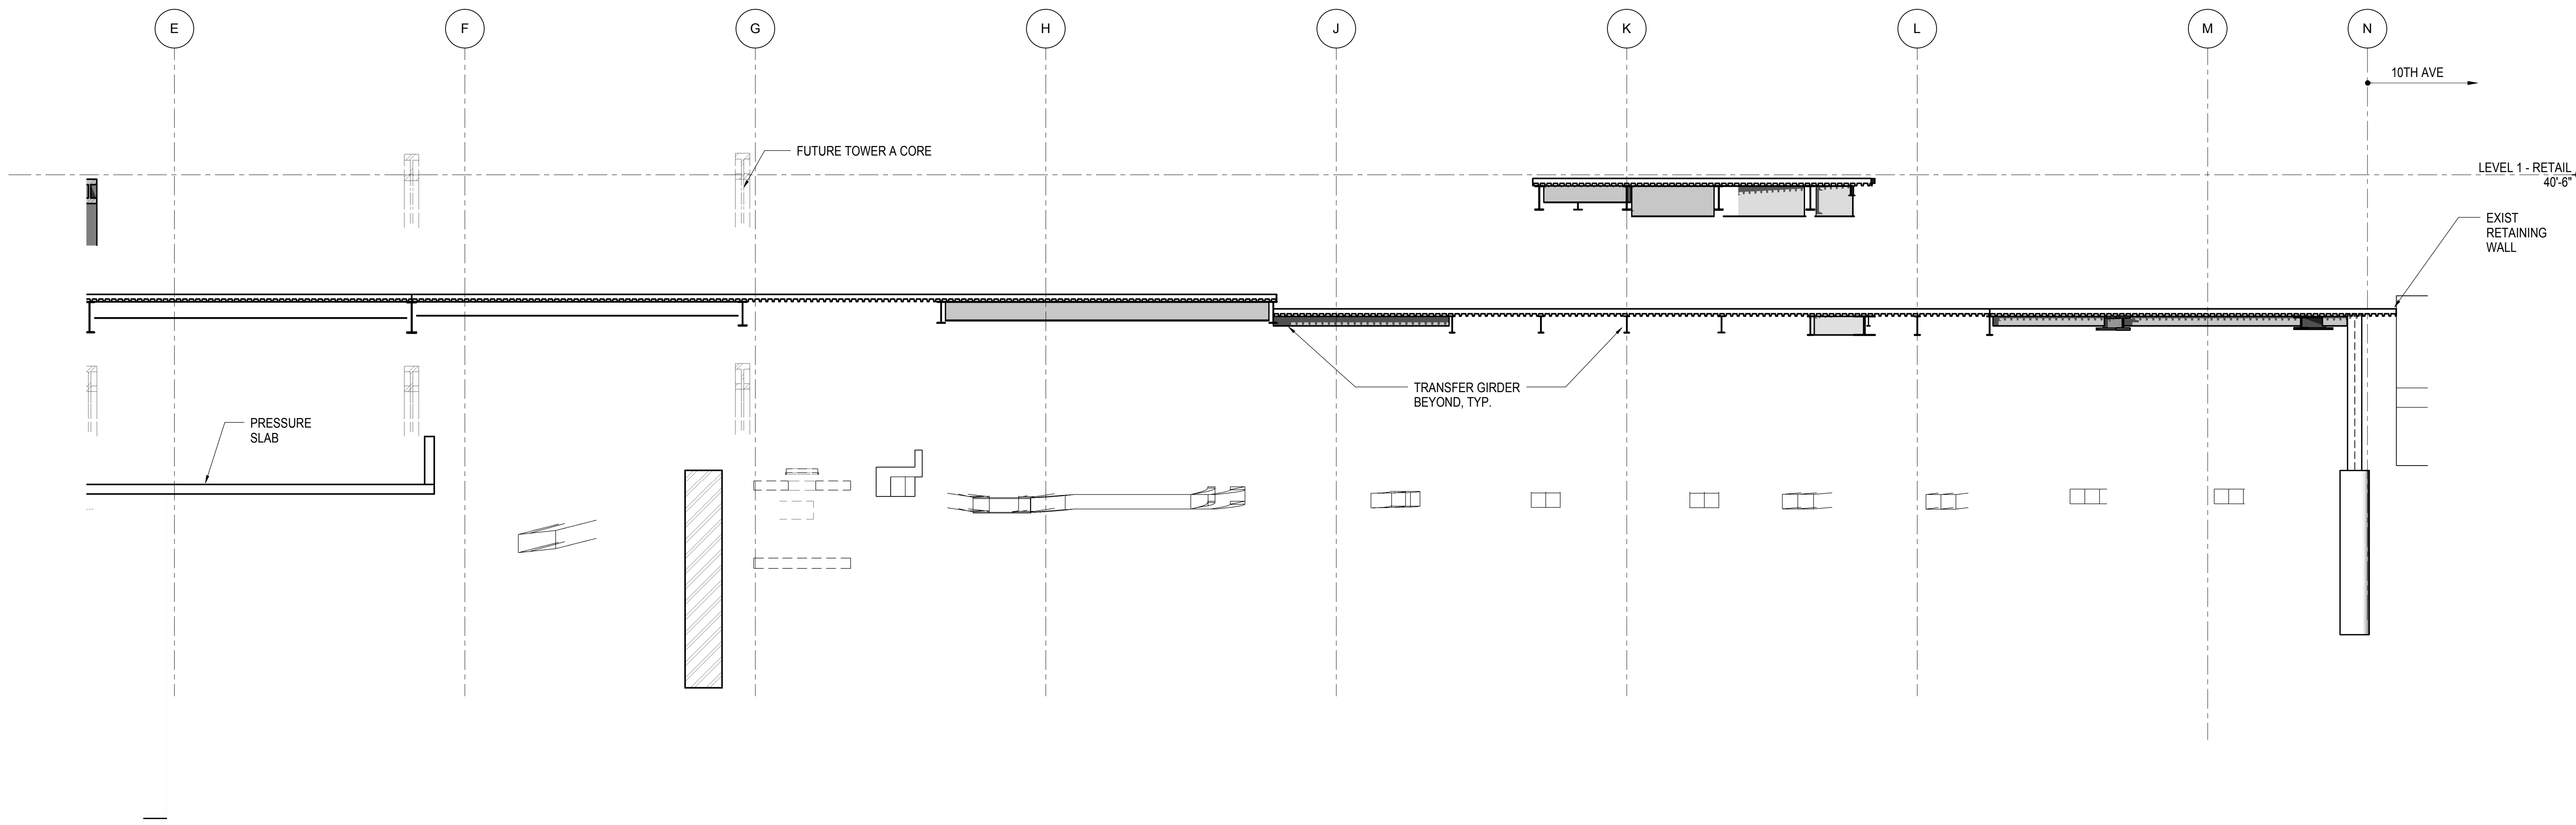 E F G H J K L M N
10TH AVE
FUTURE TOWER A CORE
LEVEL 1 - RETAIL
40'-6"
EXIST
RETAINING
WALL
TRANSFER GIRDER
BEYOND, TYP.
PRESSURE
SLAB